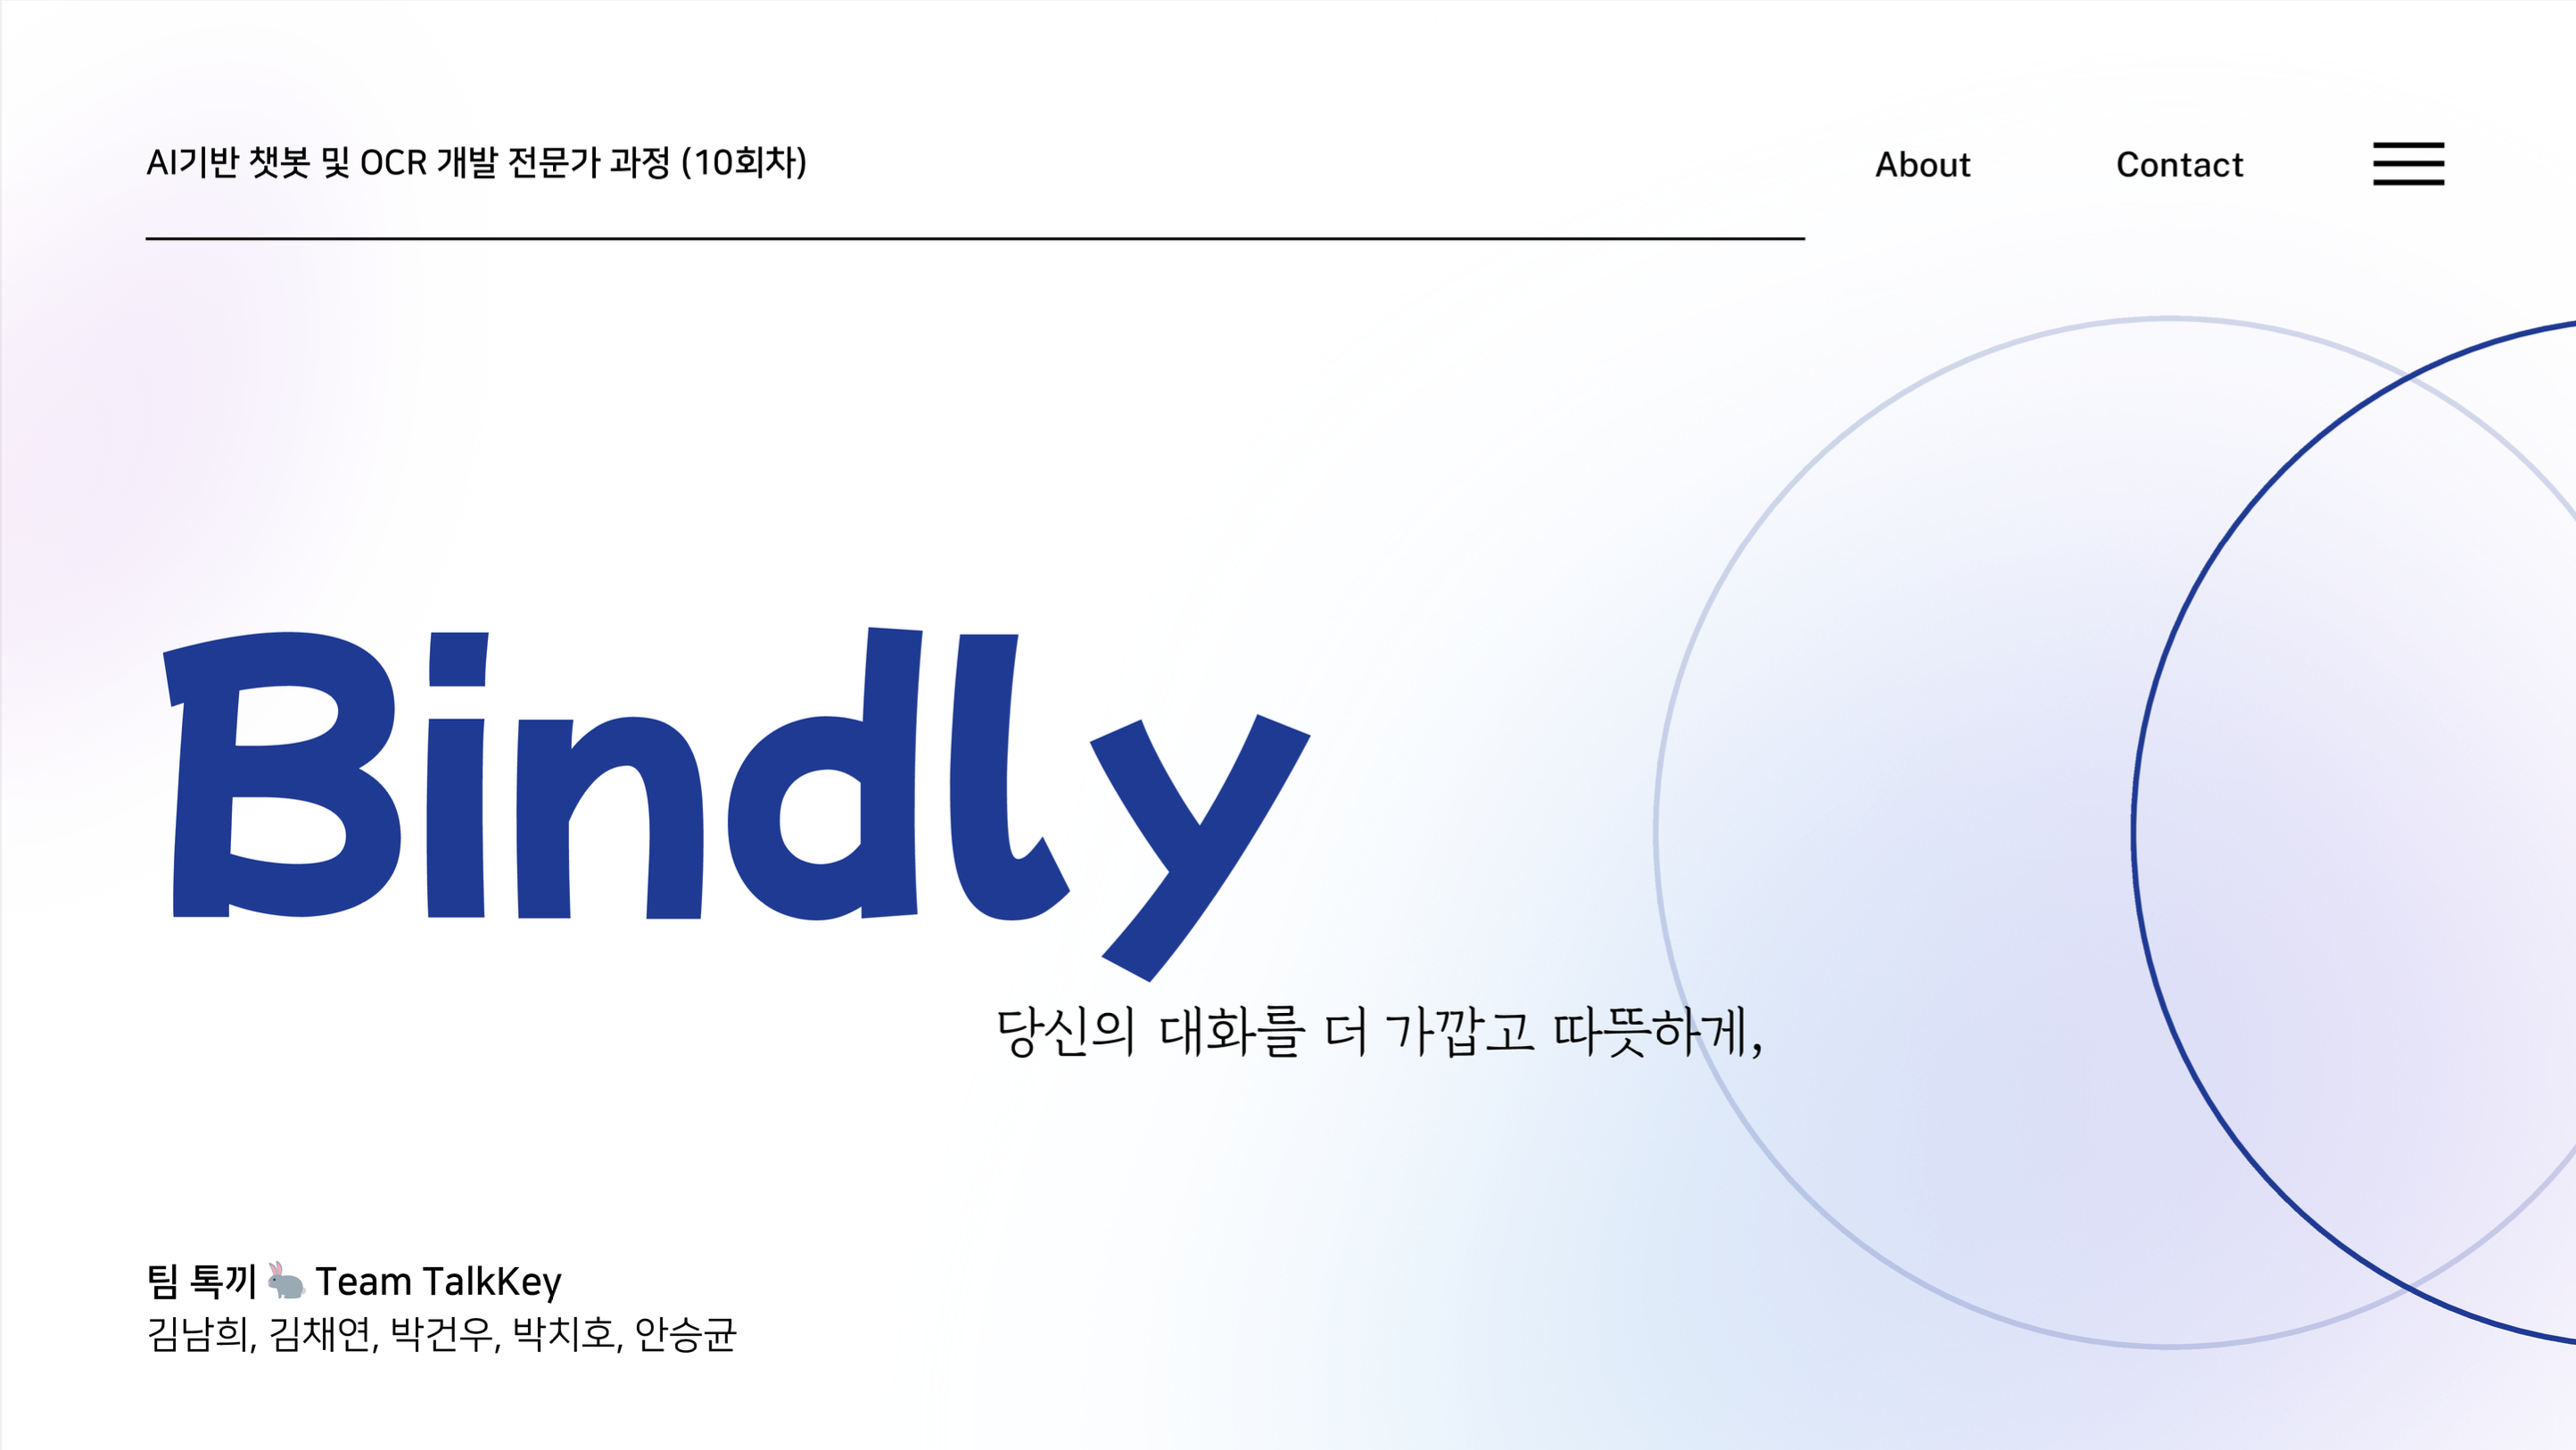 AI기반 챗봇 및 OCR 개발 전문가 과정 (10회차)
About
Contact
Bindly
당신의 대화를 더 가깝고 따뜻하게,
팀 톡끼🐇 Team TalkKey
김남희, 김채연, 박건우, 박치호, 안승균